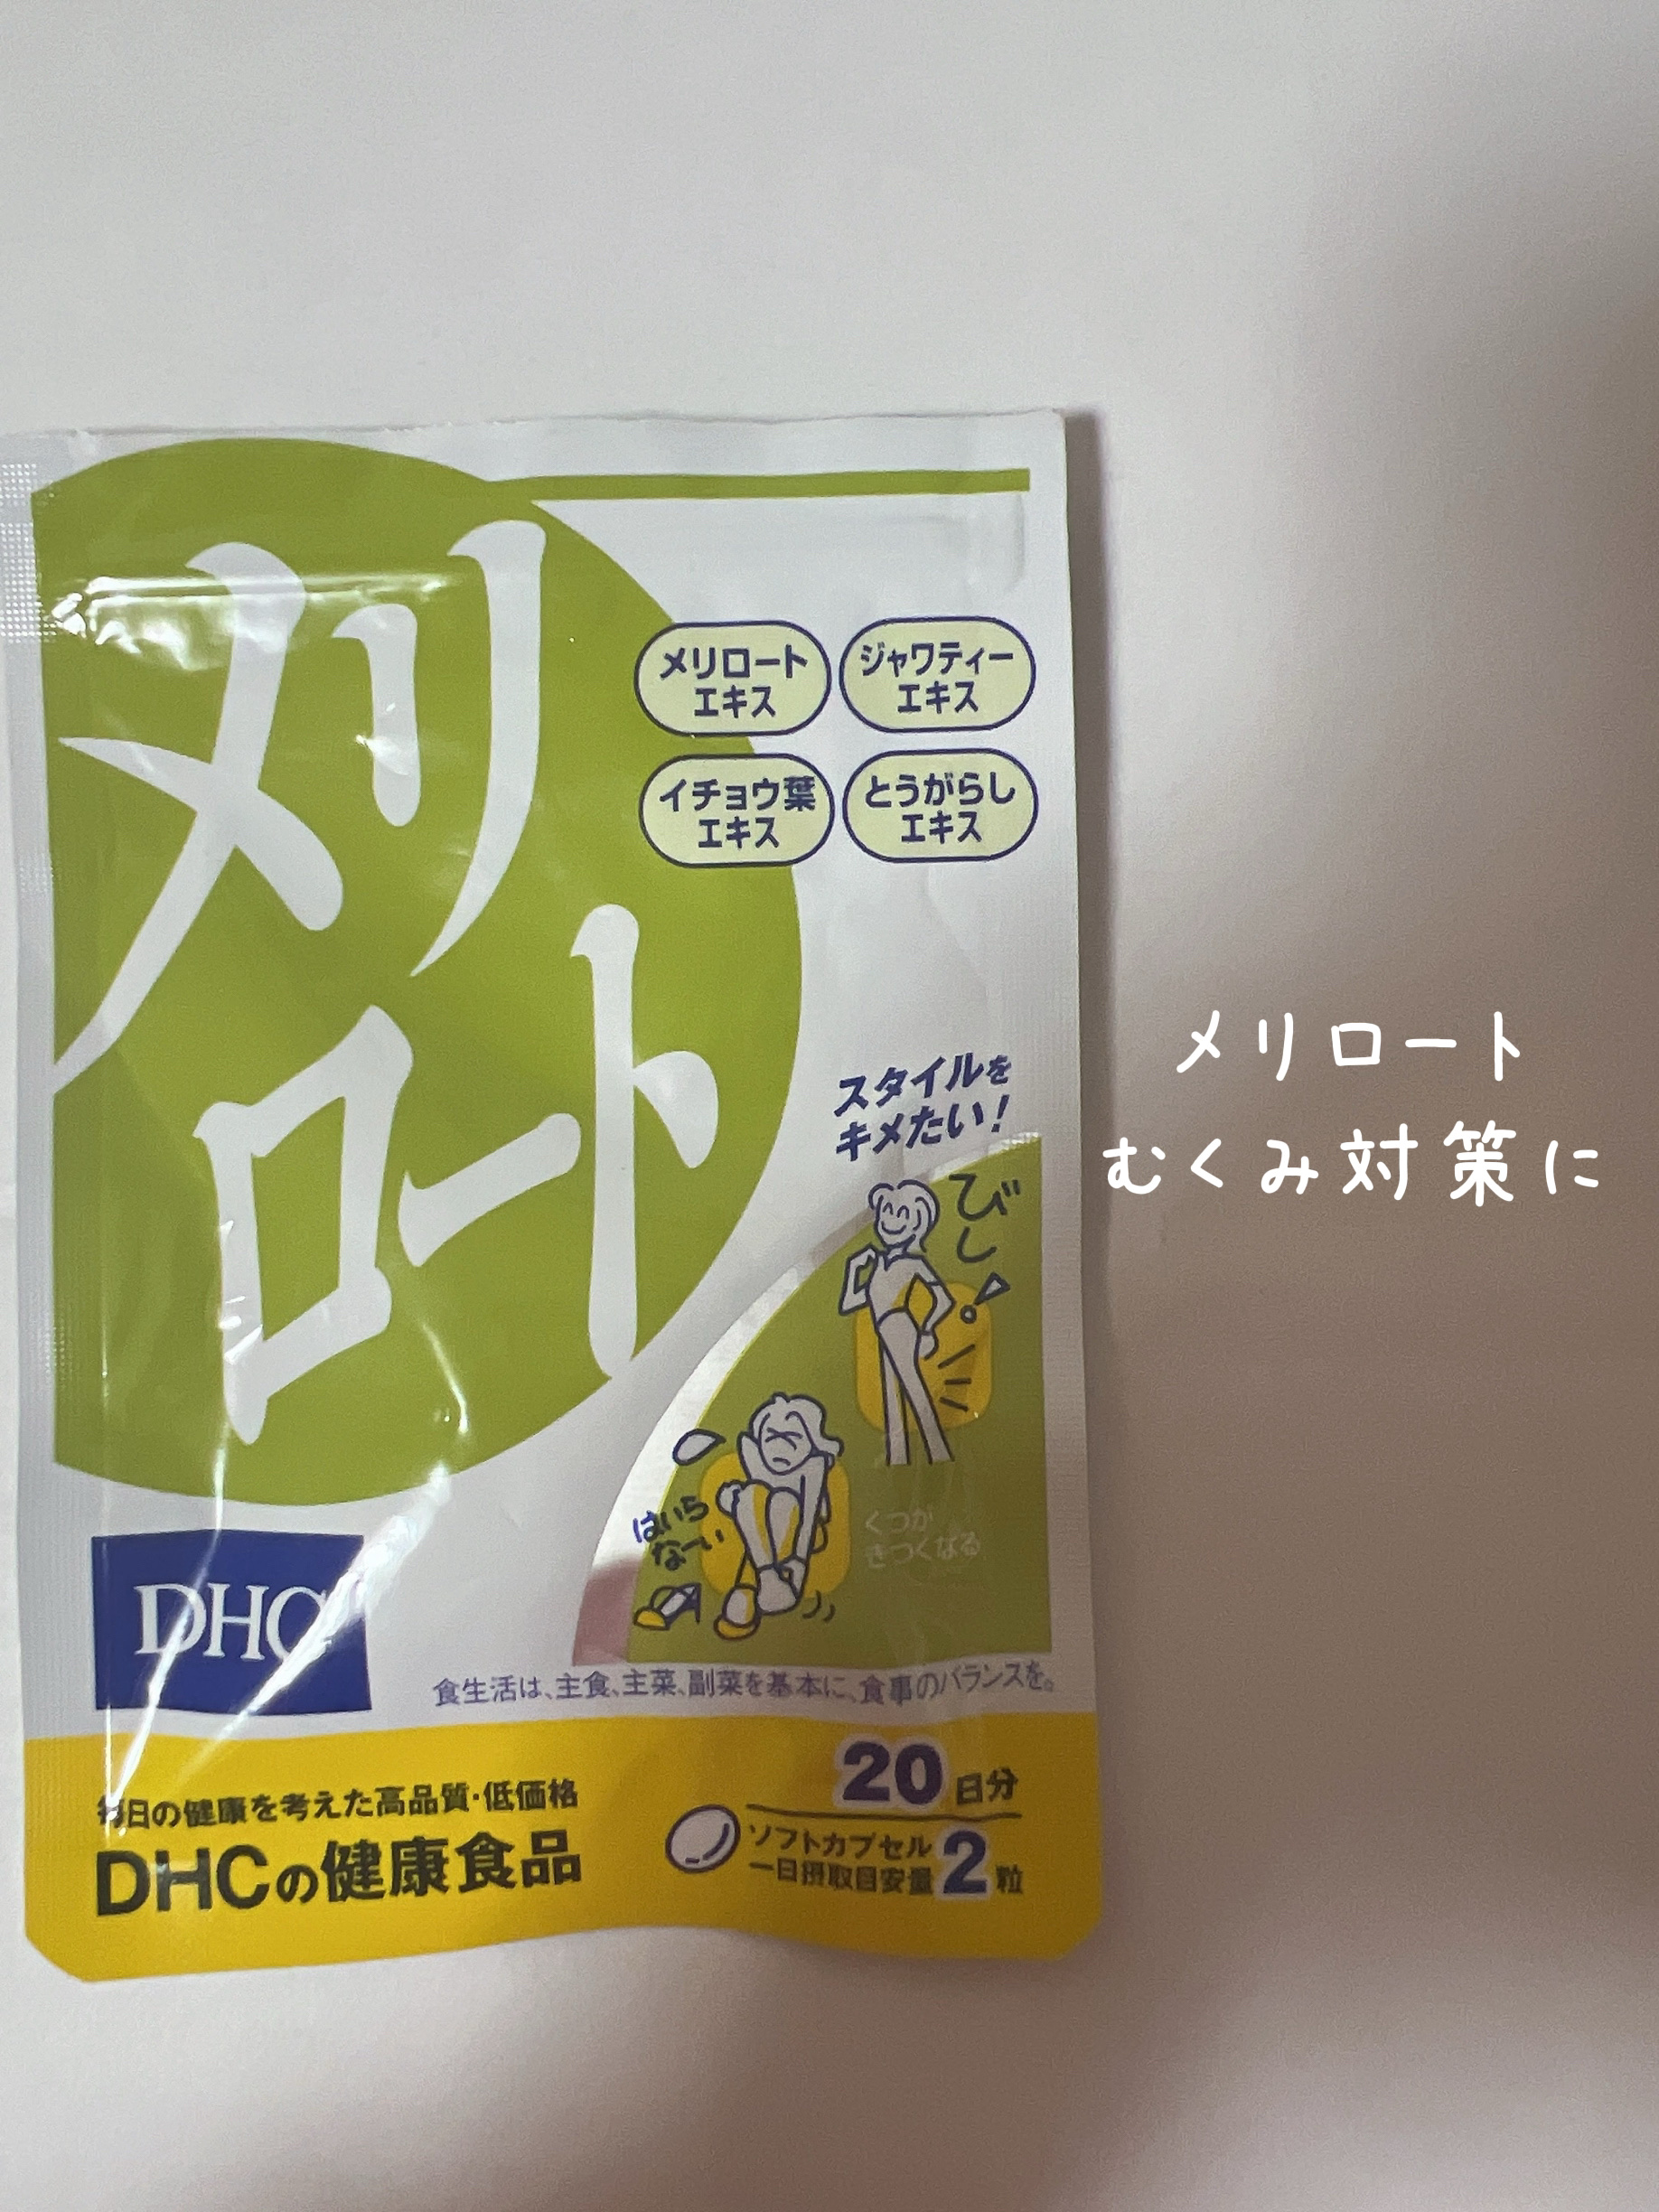 メリ
ロート
メリロート
エキス
ジャワティー
エキス
イチョウ葉
エキス
とうがらし
エキス
スタイルを
キメたい!
びし!
はいら
なーい
くつが
きつくなる
メリロート
むくみ対策に
DHC
食生活は、主食、主菜、副菜を基本に、食事のバランスを。
毎日の健康を考えた高品質・低価格
DHCの健康食品
20日分
ソフトカプセル
一日摂取目安量2粒